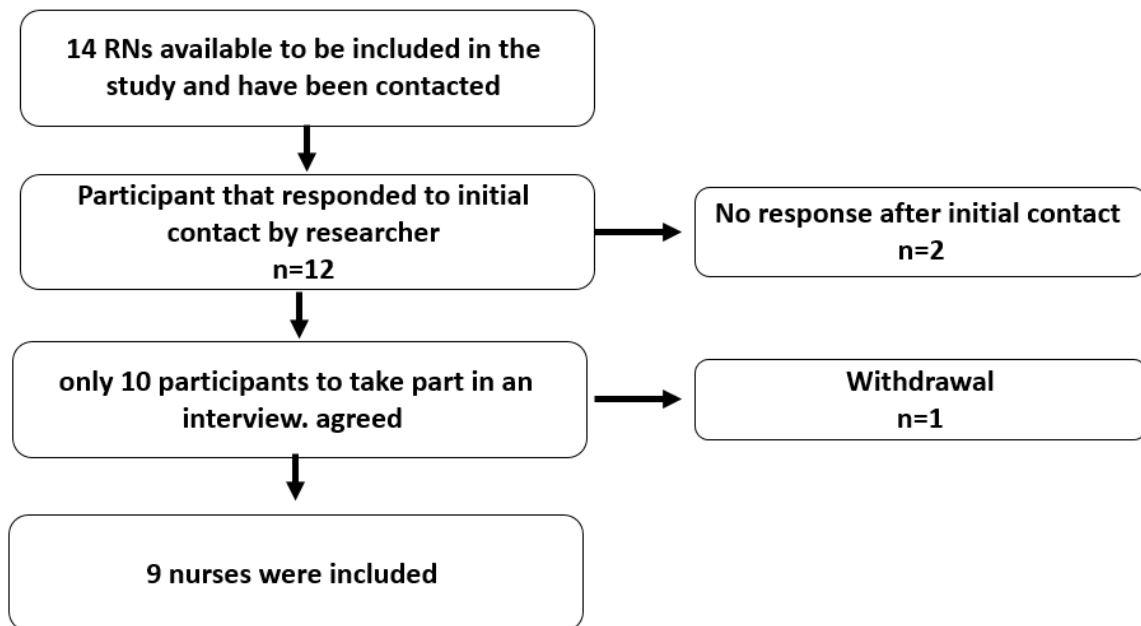 14 RNs available to be included in the
study and have been contacted
Participant that responded to initial
contact by researcher
n=12
No response after initial contact
n=2
only 10 participants to take part in an
interview. agreed
Withdrawal
n=1
9 nurses were included